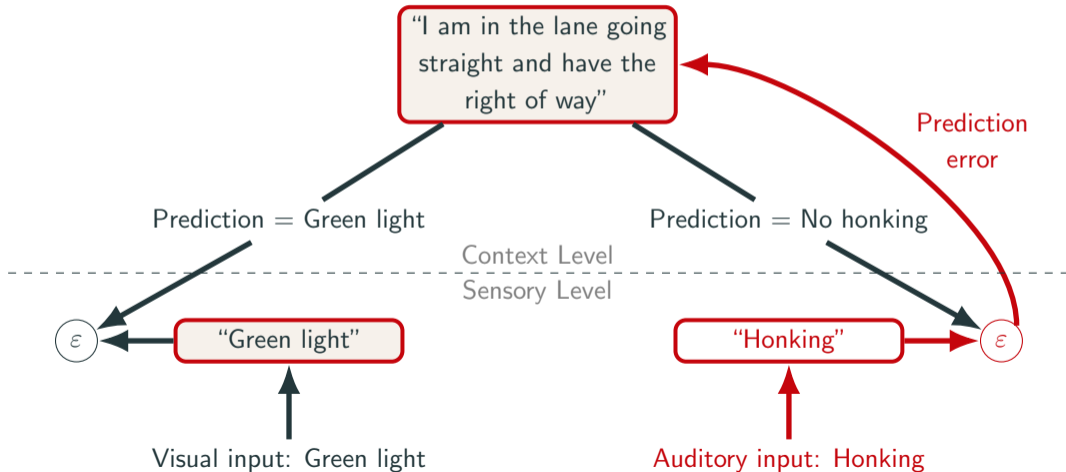 “I am in the lane going
straight and have the
right of way”
Prediction
error
Prediction = Green light
Prediction = No honking
Context Level
Sensory Level
ε
“Green light”
“Honking”
ε
Visual input: Green light
Auditory input: Honking